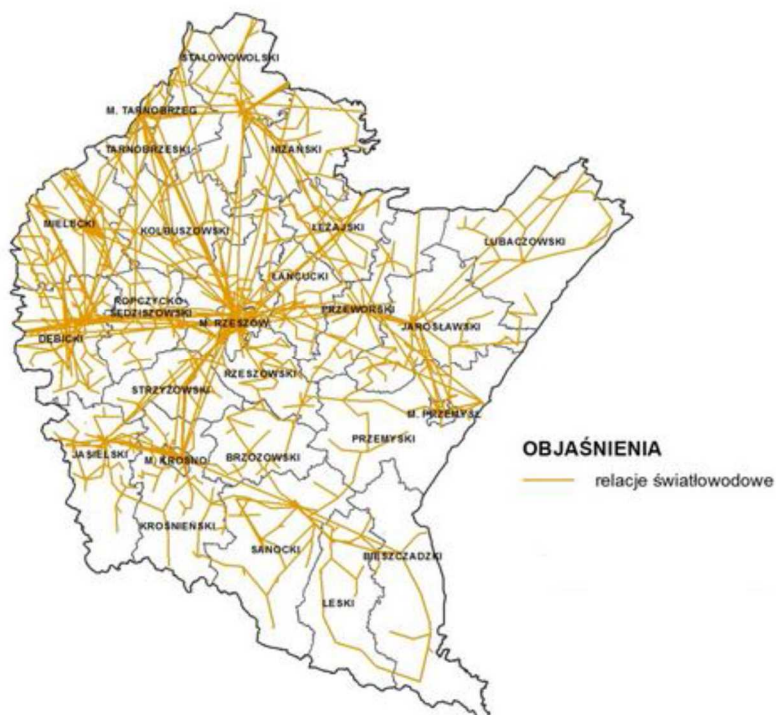 STALOWOWOLSKI
M. TARNOBRZEG
TARNOBRZESKI
NIŻAŃSKI
MIELECKI
KOLBUSZOWSKI
LEŻAJSKI
LUBACZOWSKI
ŁAŃCUCKI
ROPCZYCKO
SĘDZISZOWSKI
M. RZESZÓW
PRZEWORSKI
JAROSŁAWSKI
DĘBICKI
RZESZOWSKI
STRZYŻOWSKI
M. PRZEMYŚL
PRZEMYSKI
JASIELSKI
M. KROSNO
BRZOZOWSKI
OBJAŚNIENIA
relacje światłowodowe
KROŚNIEŃSKI
SANOCKI
BIESZCZADZKI
LESKI